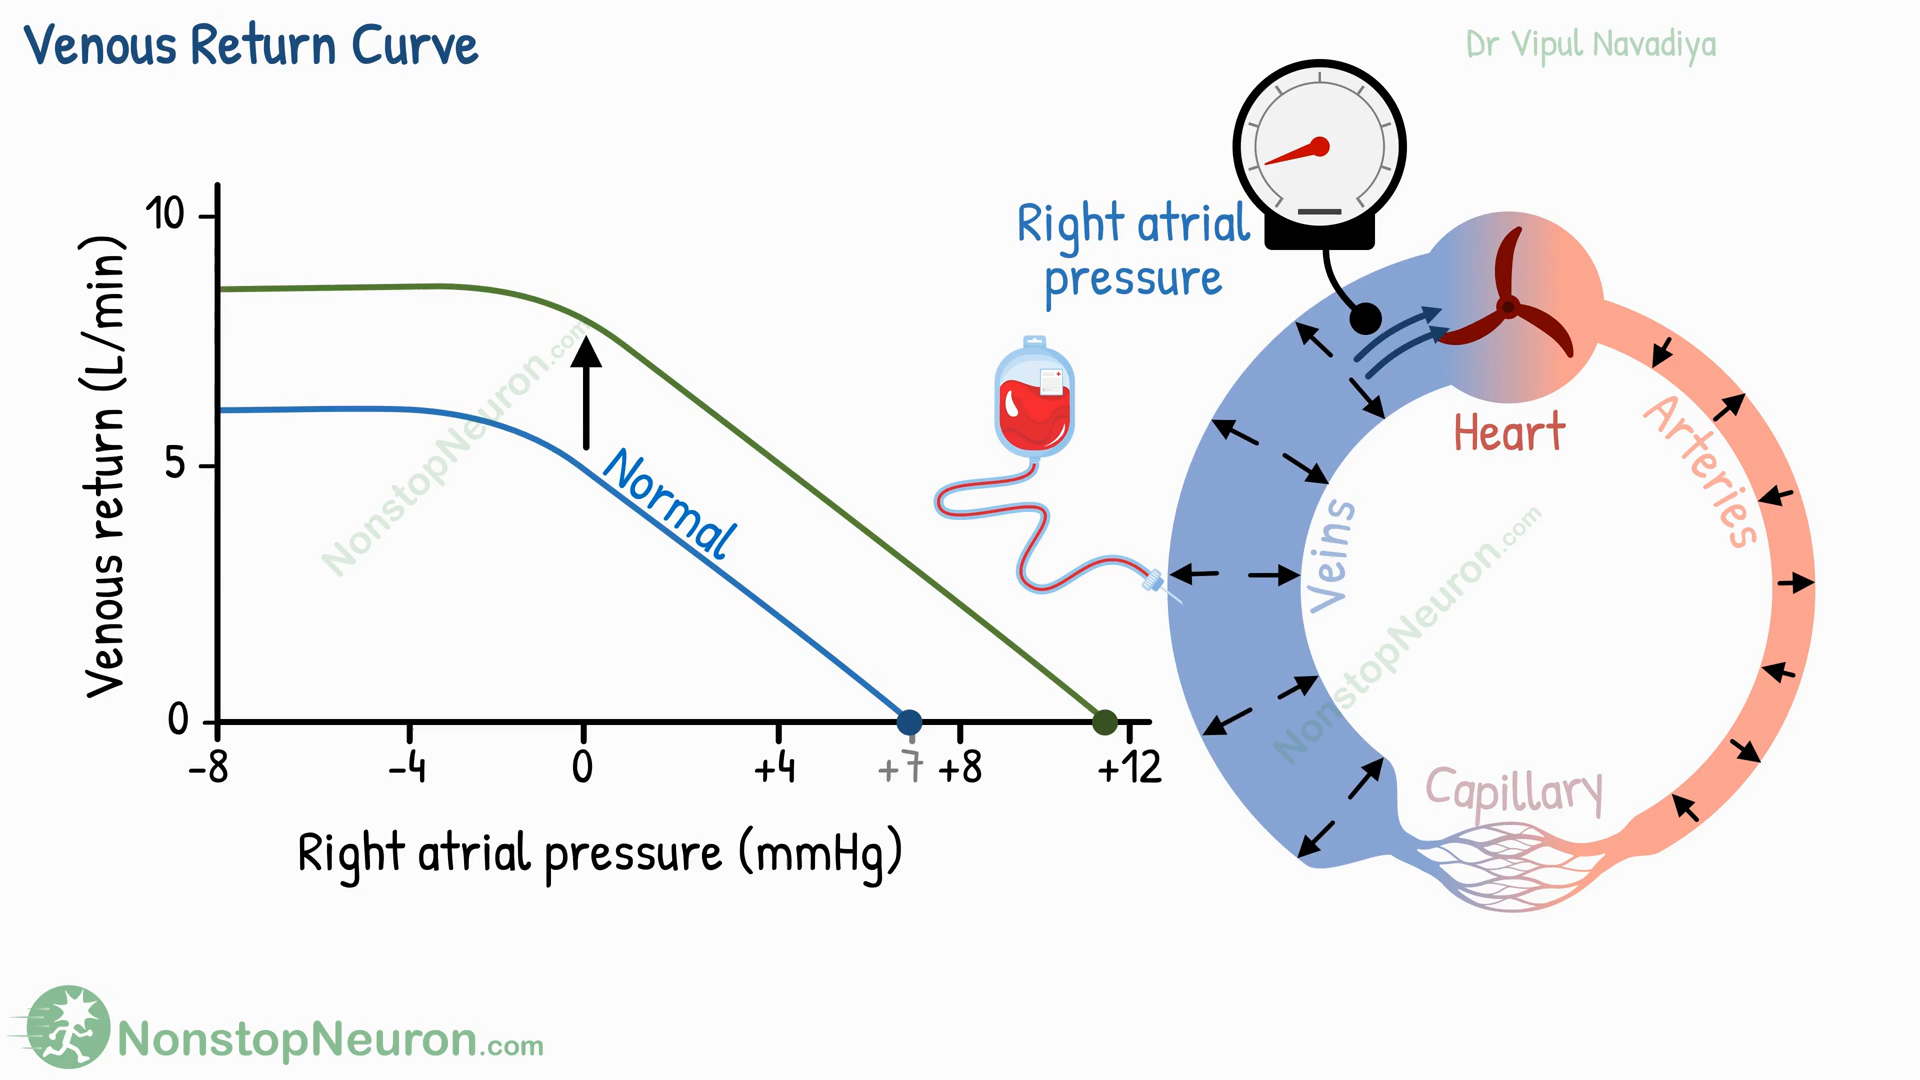 Venous Return Curve
Dr Vipul Navadiya
Right atrial
pressure
10
5
0
Venous return (L/min)
Normal
-8
-4
0
+4
+7
+8
+12
Right atrial pressure (mmHg)
Heart
Arteries
Veins
Capillary
NonstopNeuron.com
NonstopNeuron.com
NonstopNeuron.com